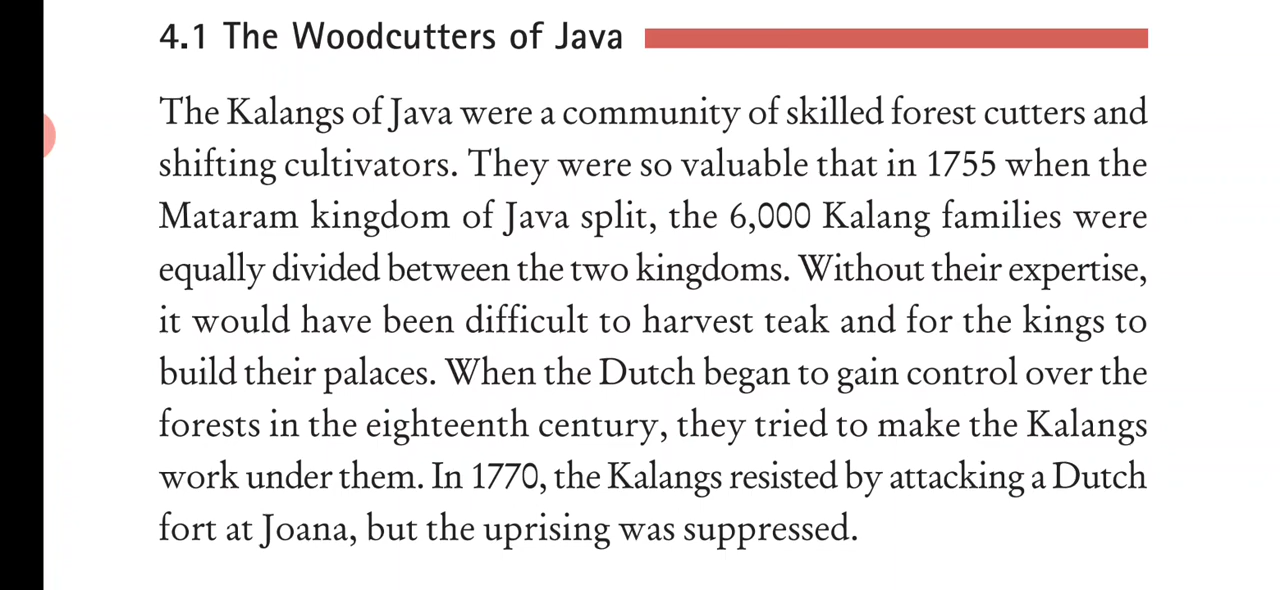 4.1 The Woodcutters of Java
The Kalangs of Java were a community of skilled forest cutters and
shifting cultivators. They were so valuable that in 1755 when the
Mataram kingdom of Java split, the 6,000 Kalang families were
equally divided between the two kingdoms. Without their expertise,
it would have been difficult to harvest teak and for the kings to
build their palaces. When the Dutch began to gain control over the
forests in the eighteenth century, they tried to make the Kalangs
work under them. In 1770, the Kalangs resisted by attacking a Dutch
fort at Joana, but the uprising was suppressed.